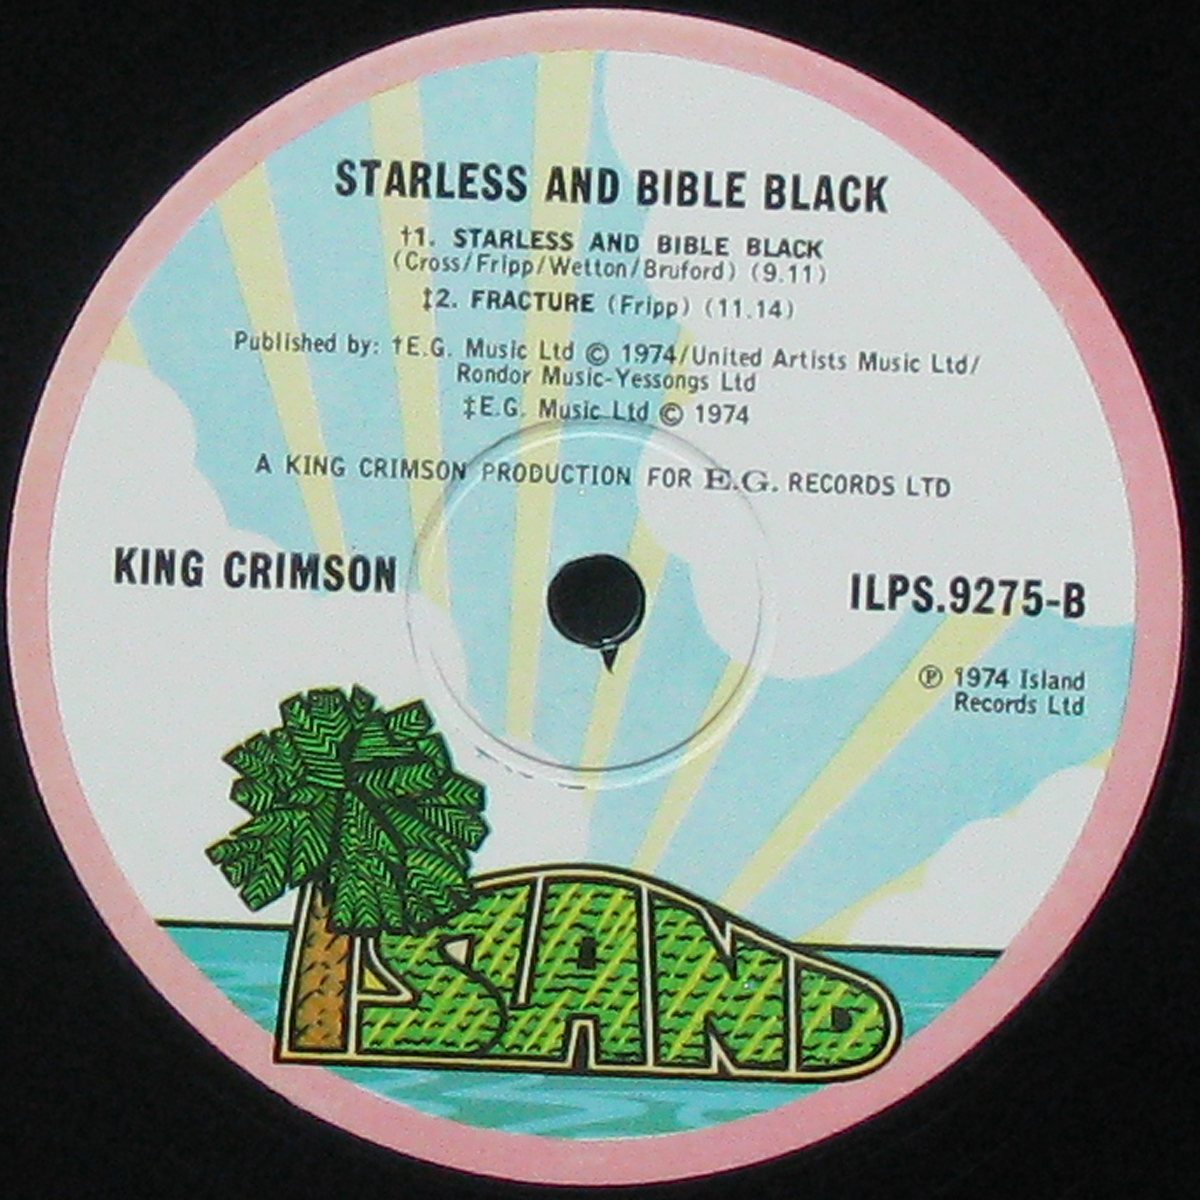 STARLESS AND BIBLE BLACK
†1. STARLESS AND BIBLE BLACK
(Cross/Fripp/Wetton/Bruford) (9.11)
‡2. FRACTURE (Fripp) (11.14)
Published by: †E.G. Music Ltd © 1974/United Artists Music Ltd/
Rondor Music-Yessongs Ltd
‡E.G. Music Ltd © 1974
A KING CRIMSON PRODUCTION FOR E.G. RECORDS LTD
KING CRIMSON
ILPS.9275-B
℗ 1974 Island
Records Ltd
ISLAND